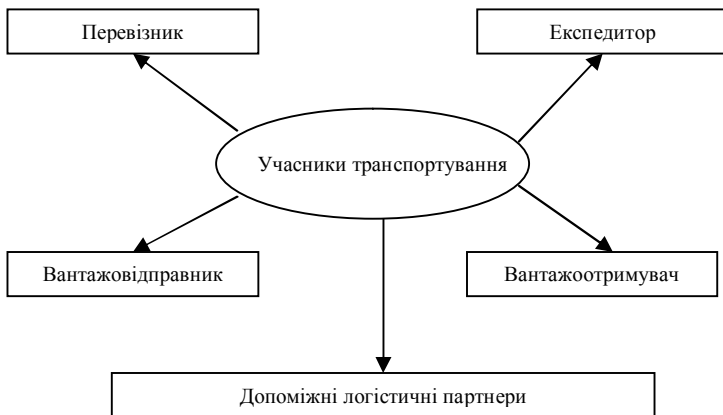 Перевізник
Експедитор
Учасники транспортування
Вантажовідправник
Вантажоотримувач
Допоміжні логістичні партнери